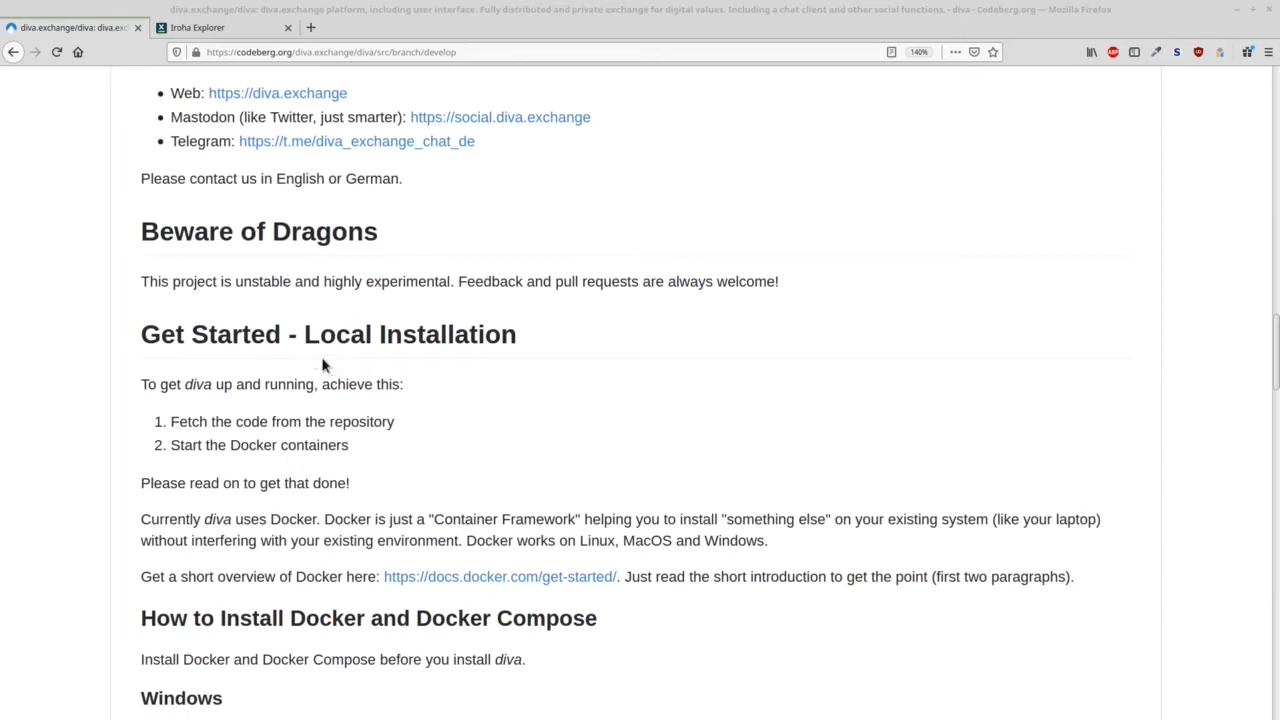 diva.exchange/diva: diva.exchange platform, including user interface. Fully distributed and private exchange for digital values. Including a chat client and other social functions. - diva - Codeberg.org — Mozilla Firefox
diva.exchange/diva: diva.exc
Iroha Explorer
https://codeberg.org/diva.exchange/diva/src/branch/develop
140%
Web: https://diva.exchange
Mastodon (like Twitter, just smarter): https://social.diva.exchange
Telegram: https://t.me/diva_exchange_chat_de
Please contact us in English or German.
Beware of Dragons
This project is unstable and highly experimental. Feedback and pull requests are always welcome!
Get Started - Local Installation
To get diva up and running, achieve this:
1. Fetch the code from the repository
2. Start the Docker containers
Please read on to get that done!
Currently diva uses Docker. Docker is just a "Container Framework" helping you to install "something else" on your existing system (like your laptop)
without interfering with your existing environment. Docker works on Linux, MacOS and Windows.
Get a short overview of Docker here: https://docs.docker.com/get-started/. Just read the short introduction to get the point (first two paragraphs).
How to Install Docker and Docker Compose
Install Docker and Docker Compose before you install diva.
Windows